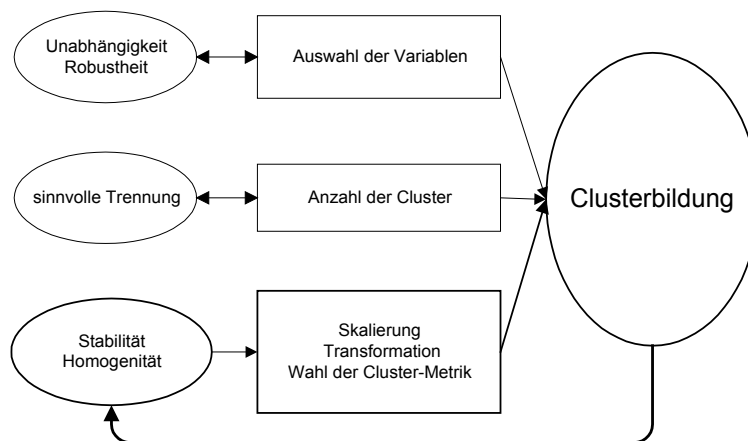 Unabhängigkeit
Robustheit
Auswahl der Variablen
sinnvolle Trennung
Anzahl der Cluster
Clusterbildung
Stabilität
Homogenität
Skalierung
Transformation
Wahl der Cluster-Metrik